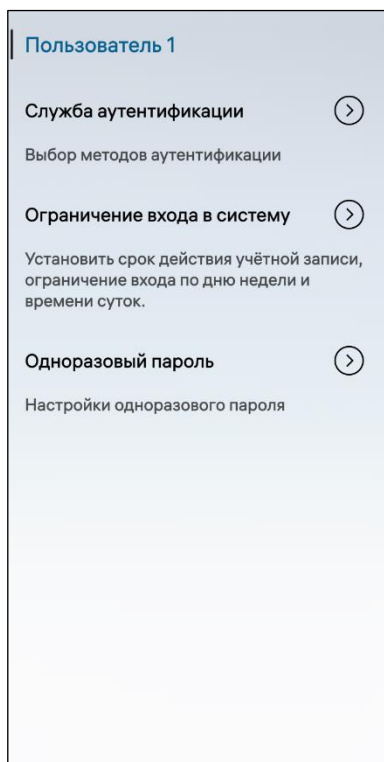 Пользователь 1
Служба аутентификации
Выбор методов аутентификации
Ограничение входа в систему
Установить срок действия учётной записи,
ограничение входа по дню недели и
времени суток.
Одноразовый пароль
Настройки одноразового пароля